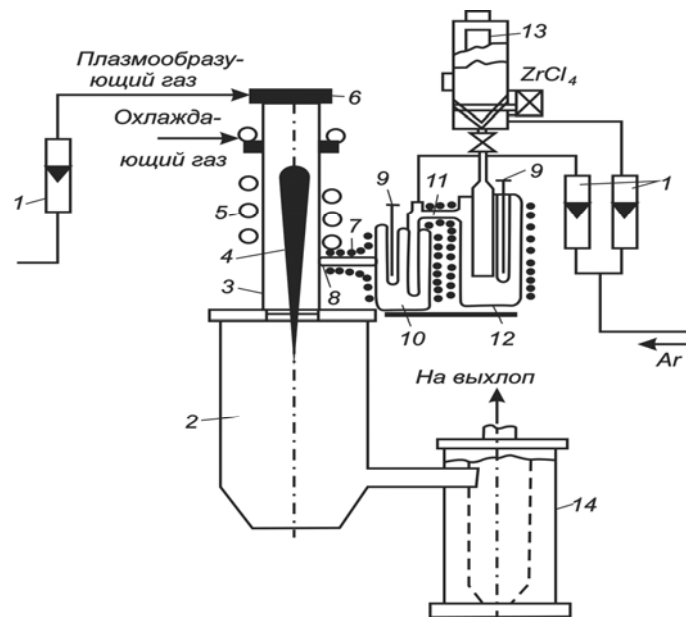 13
Плазмообразу-
ющий газ
ZrCl4
6
Охлажда-
ющий газ
9
11
9
1
1
5
7
4
3
8
10
12
Ar
На выхлоп
2
14